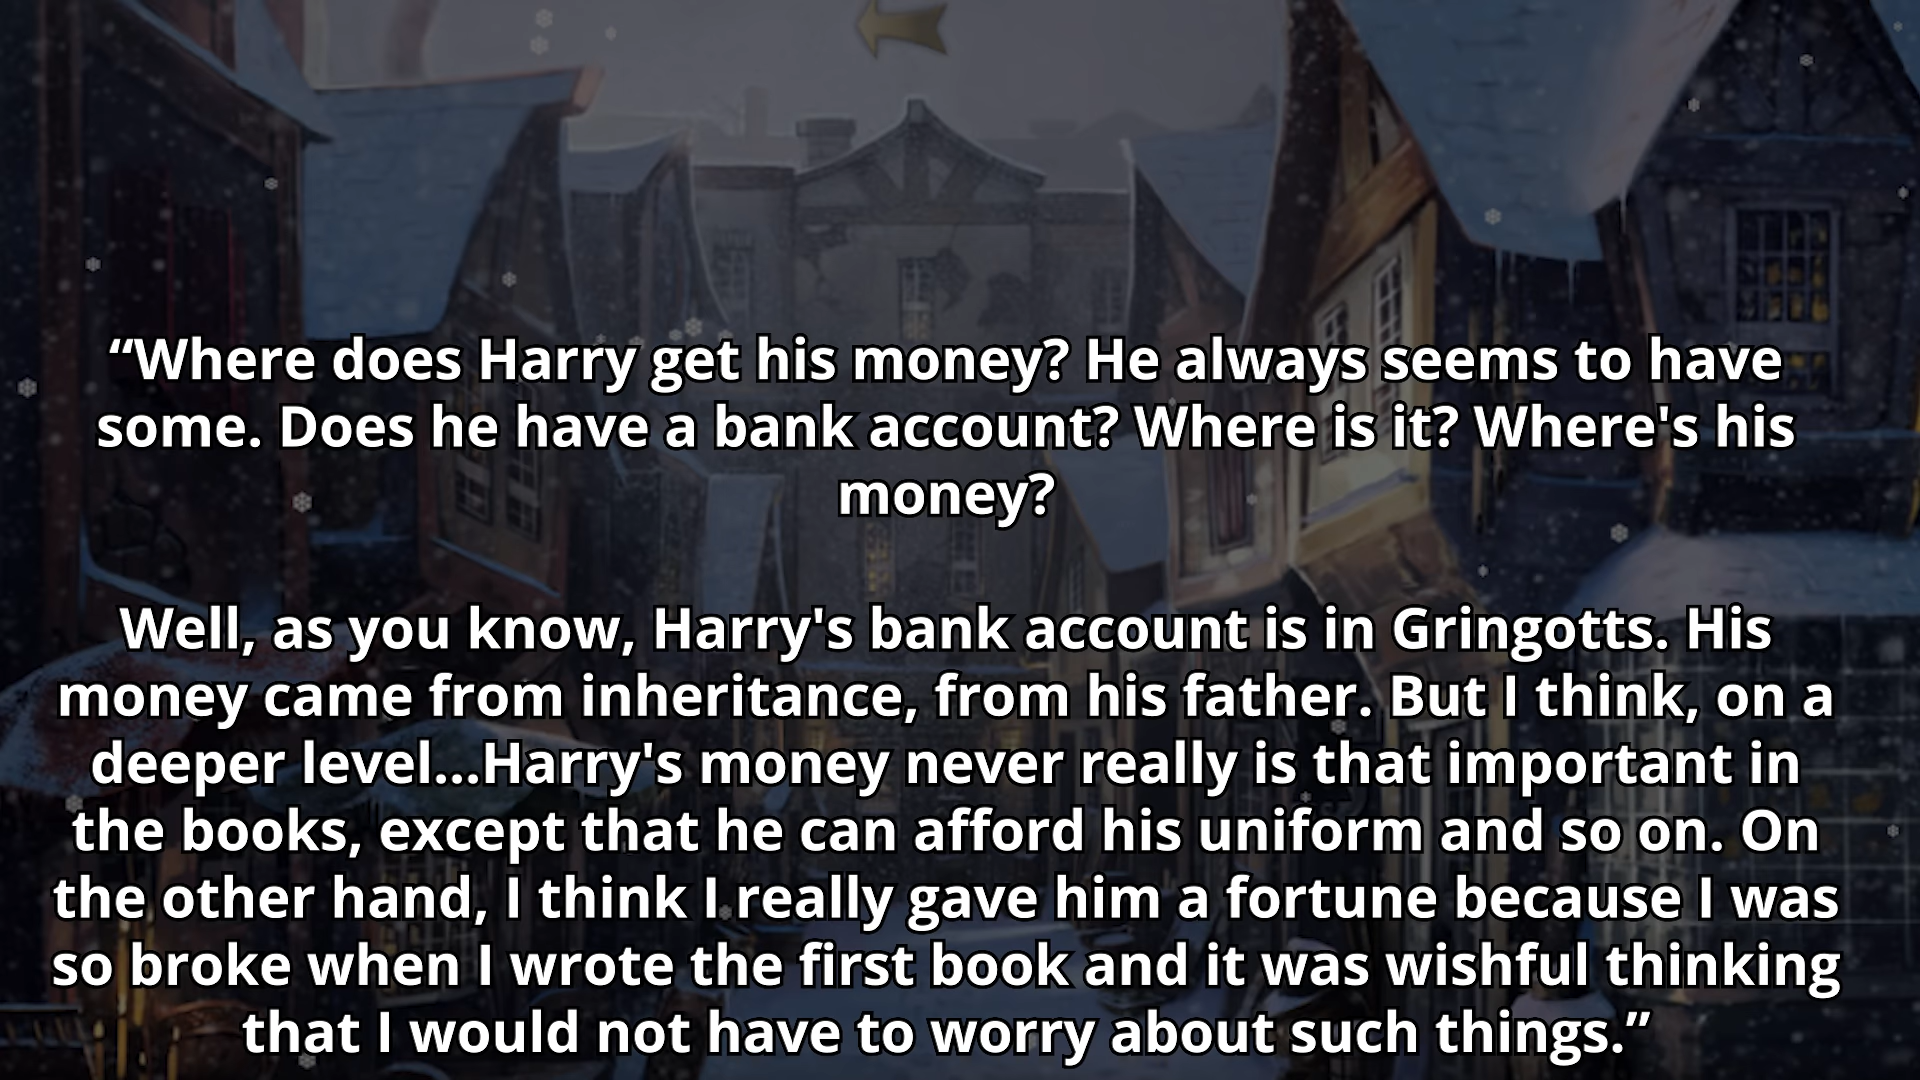 “Where does Harry get his money? He always seems to have
some. Does he have a bank account? Where is it? Where's his
money?
Well, as you know, Harry's bank account is in Gringotts. His
money came from inheritance, from his father. But I think, on a
deeper level...Harry's money never really is that important in
the books, except that he can afford his uniform and so on. On
the other hand, I think I really gave him a fortune because I was
so broke when I wrote the first book and it was wishful thinking
that I would not have to worry about such things.”